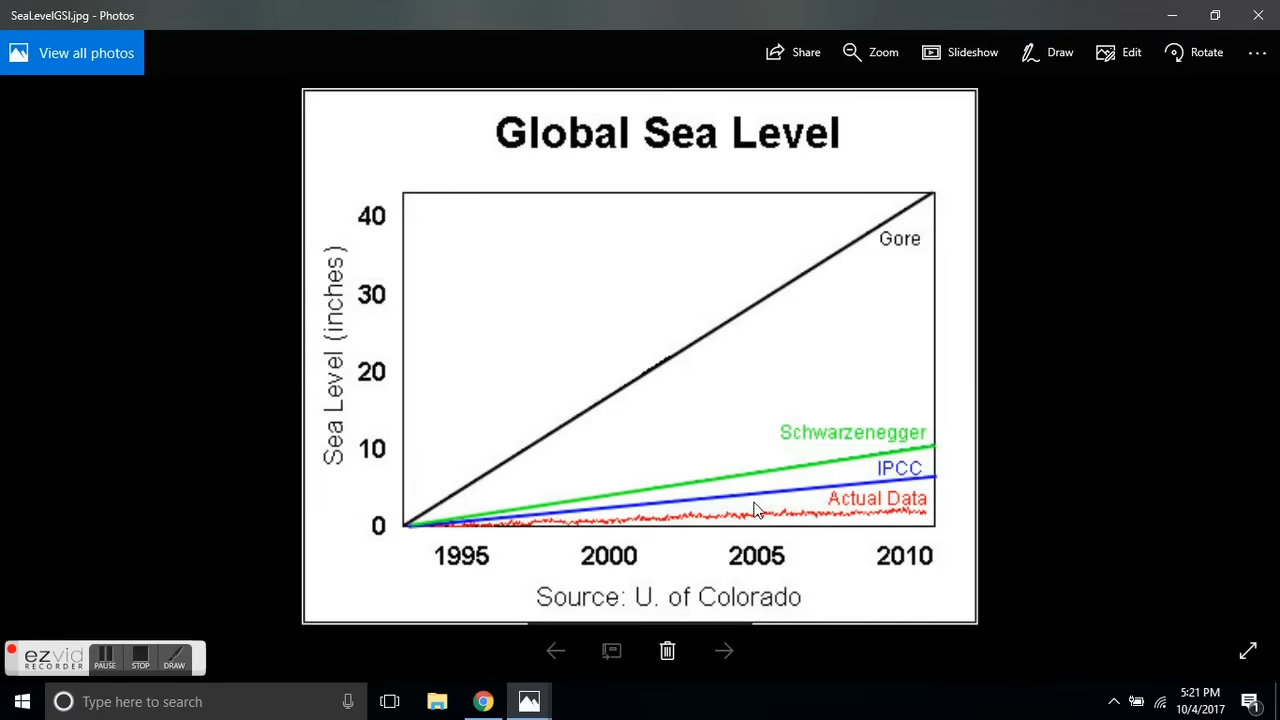 SeaLevelGSI.jpg - Photos
View all photos
Share
Zoom
Slideshow
Draw
Edit
Rotate
Global Sea Level
Sea Level (inches)
40
30
20
10
0
Gore
Schwarzenegger
IPCC
Actual Data
1995 2000 2005 2010
Source: U. of Colorado
ezvid
RECORDER
PAUSE STOP DRAW
Type here to search
5:21 PM
10/4/2017
1